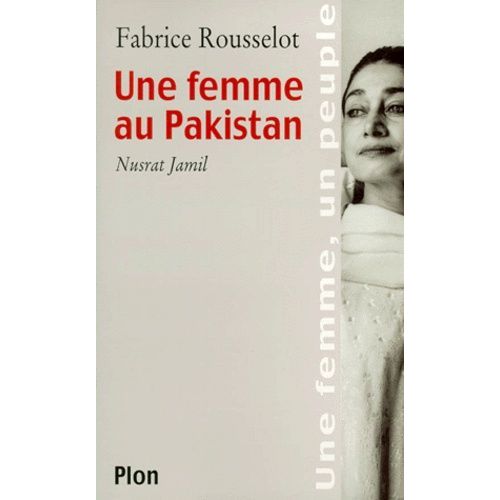 Fabrice Rousselot
Une femme
au Pakistan
Nusrat Jamil
Une femme, un peuple
Plon